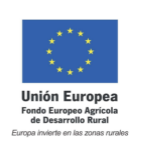 Unión Europea
Fondo Europeo Agrícola
de Desarrollo Rural
Europa invierte en las zonas rurales